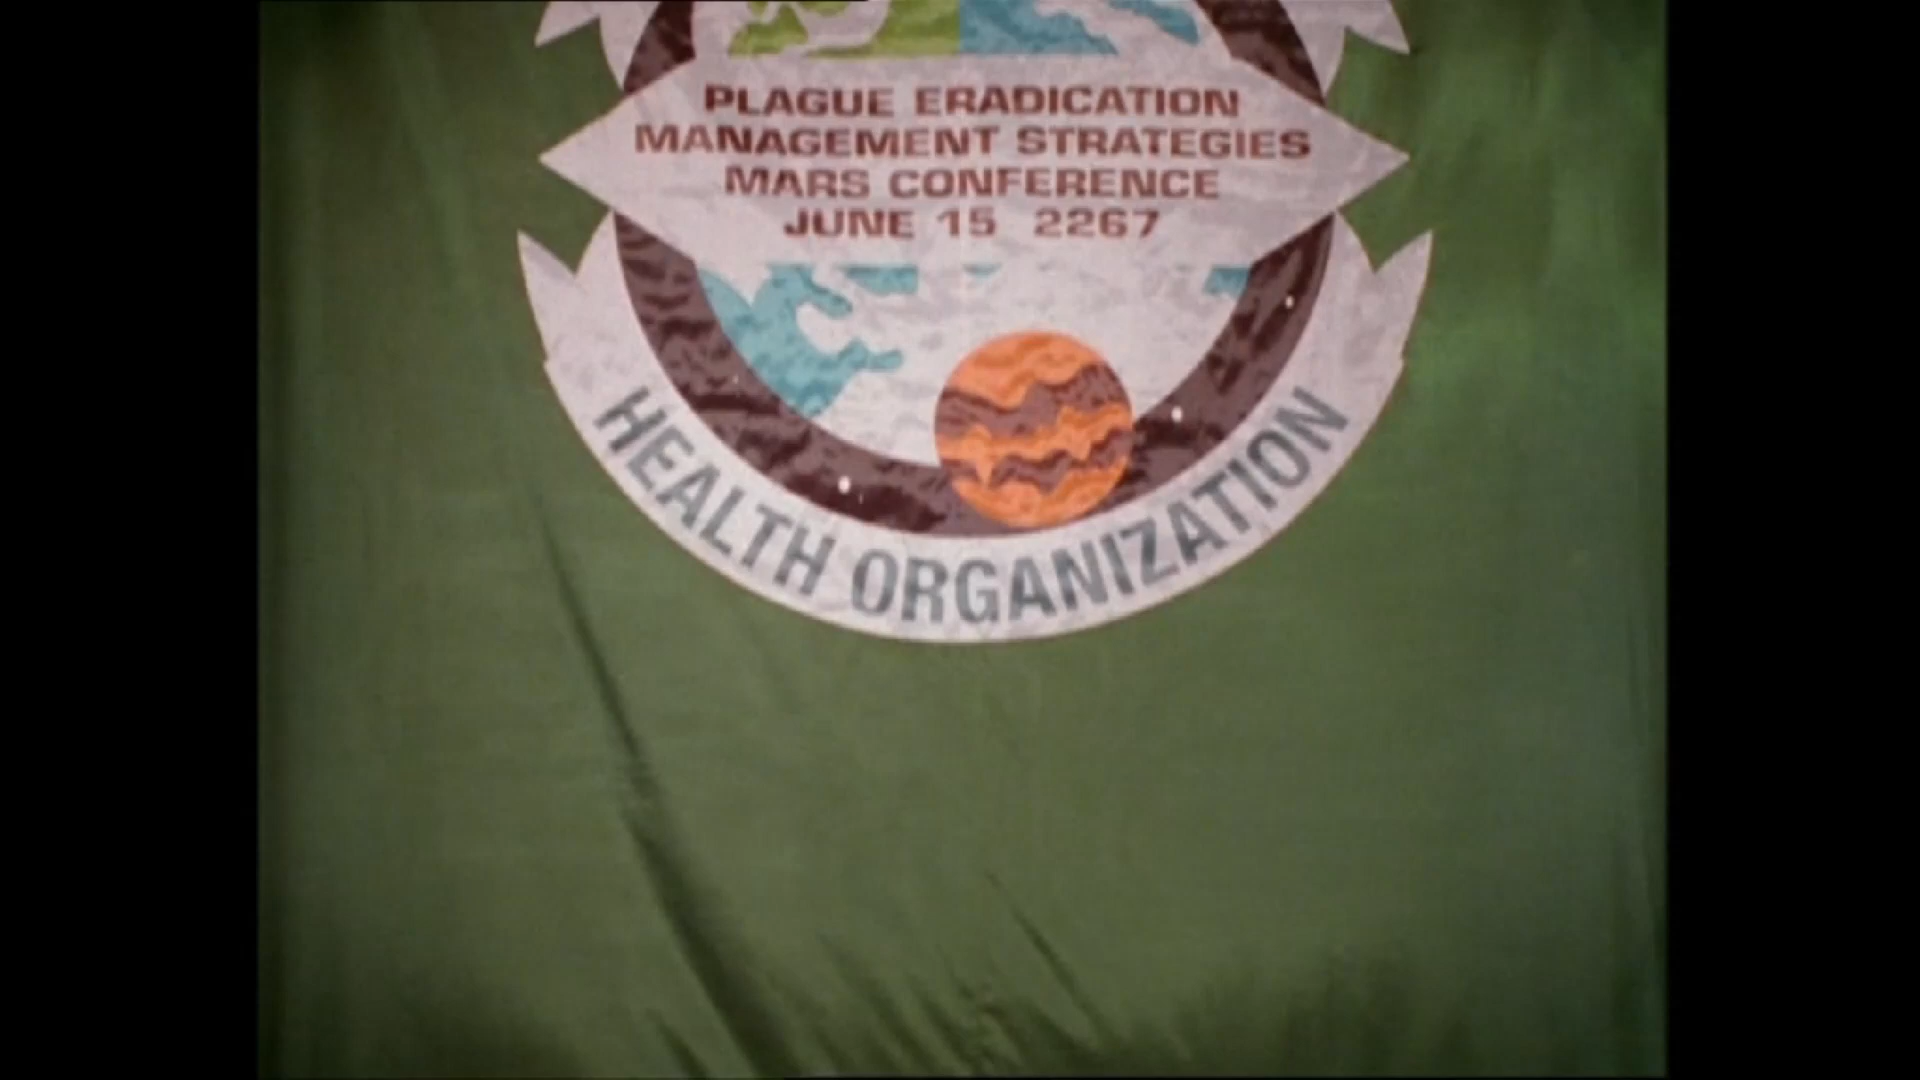 PLAGUE ERADICATION
MANAGEMENT STRATEGIES
MARS CONFERENCE
JUNE 15 2267
HEALTH ORGANIZATION